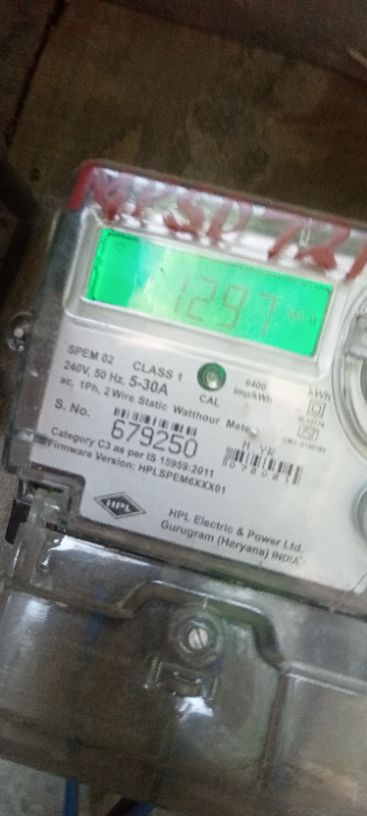 1297
SPEM 02 CLASS 1
240V, 50 Hz, 5-30A
ac, 1Ph, 2 Wire Static Watthour Meter
CAL
6400
imp/kWh
kWh
S. No.
679250
M YR
Category C3 as per IS 15959:2011
Firmware Version: HPLSPEM6XXX01
HPL
HPL Electric & Power Ltd.
Gurugram (Haryana) INDIA